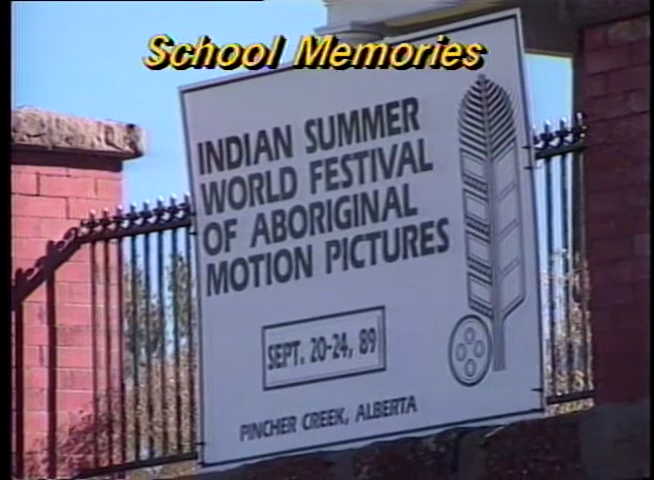 School Memories
INDIAN SUMMER
WORLD FESTIVAL
OF ABORIGINAL
MOTION PICTURES
SEPT. 20-24, 89
PINCHER CREEK, ALBERTA